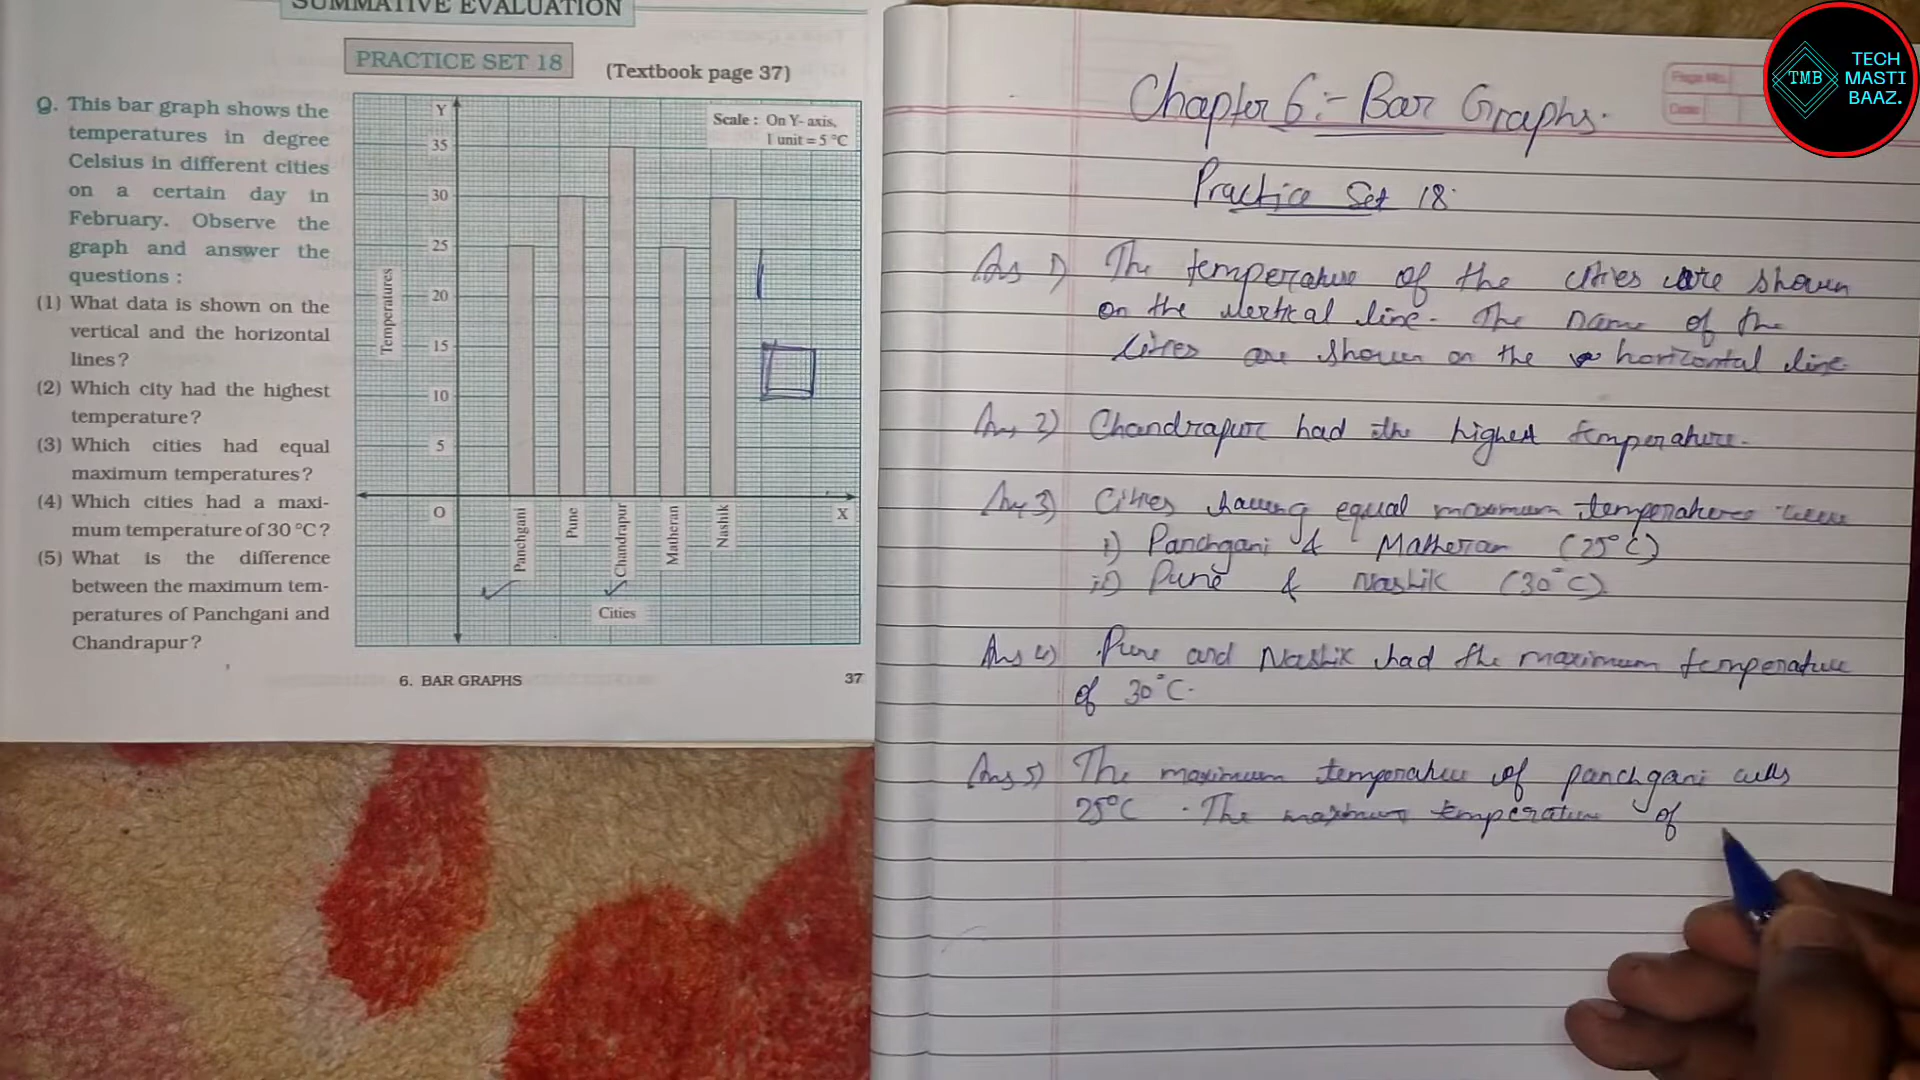 SUMMATIVE EVALUATION
PRACTICE SET 18
(Textbook page 37)
Q. This bar graph shows the
temperatures in degree
Celsius in different cities
on a certain day in
February. Observe the
graph and answer the
questions :
(1) What data is shown on the
vertical and the horizontal
lines?
(2) Which city had the highest
temperature?
(3) Which cities had equal
maximum temperatures?
(4) Which cities had a maxi-
mum temperature of 30 °C?
(5) What is the difference
between the maximum tem-
peratures of Panchgani and
Chandrapur?
Y
Scale : On Y- axis,
1 unit = 5 °C
35
30
25
20
15
10
5
O
X
Temperatures
Panchgani
Pune
Chandrapur
Matheran
Nashik
Cities
6. BAR GRAPHS
37
Chapter 6:- Bar Graphs.
Practice Set 18.
Ans 1) The temperature of the cities are shown
on the vertical line. The name of the
cities are shown on the horizontal line
Ans 2) Chandrapur had the highest temperature.
Ans 3) Cities having equal maximum temperatures were
i) Panchgani & Matheran (25°C)
ii) Pune & Nashik (30°C).
Ans 4) Pune and Nashik had the maximum temperature
of 30°C.
Ans 5) The maximum temperature of panchgani was
25°C . The maximum temperature of
Page No.
Date
TMB
TECH
MASTI
BAAZ.